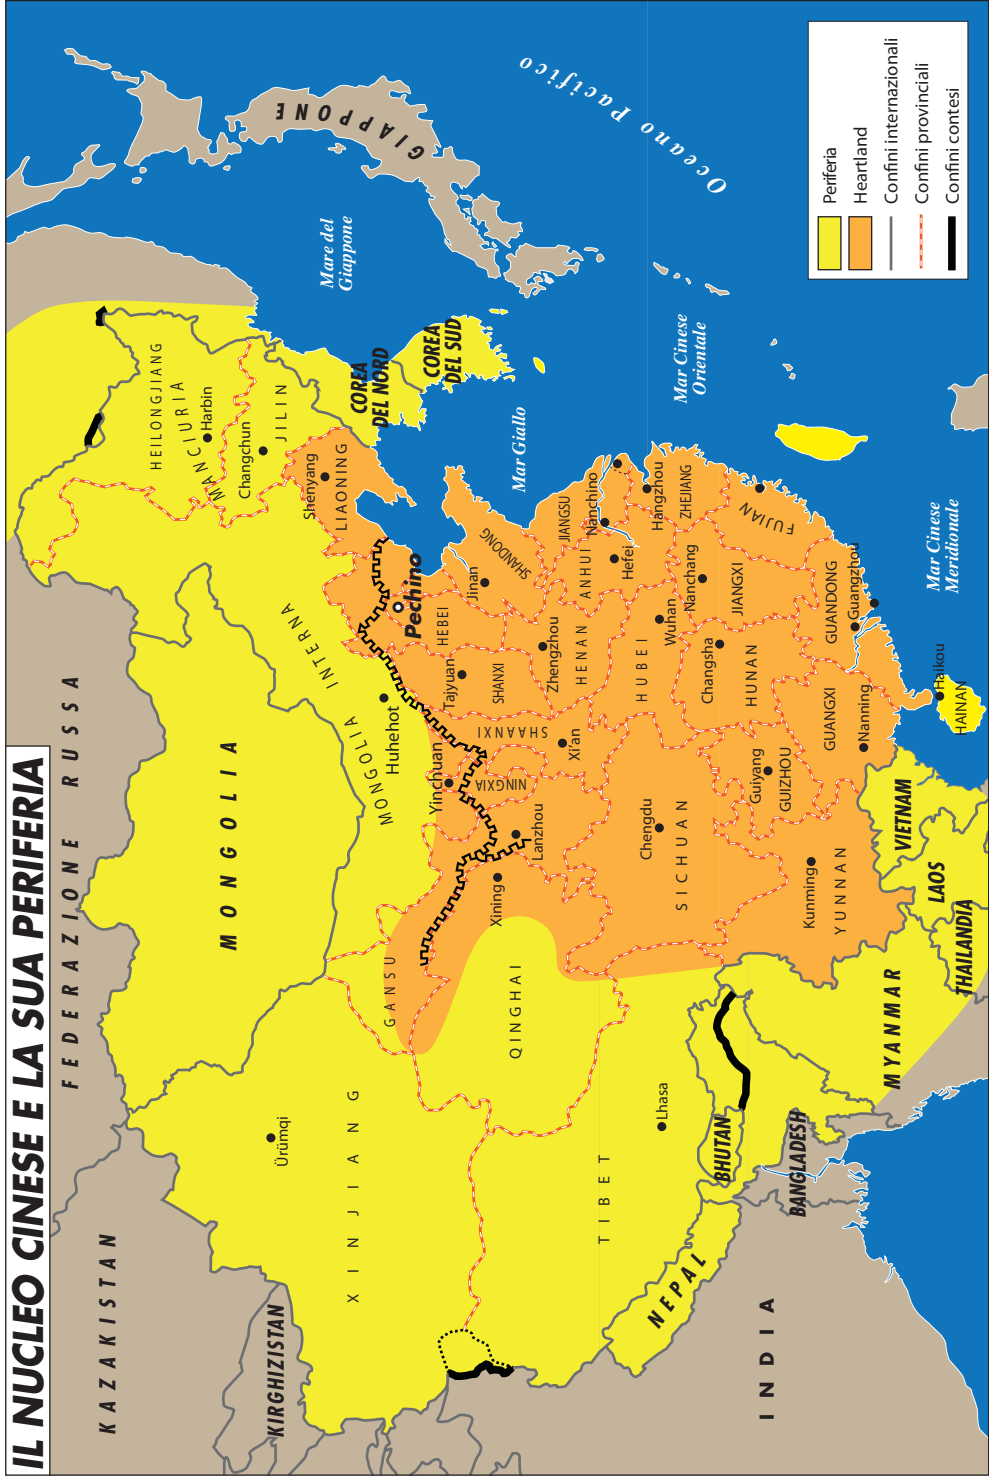 IL NUCLEO CINESE E LA SUA PERIFERIA
FEDERAZIONE RUSSA
KAZAKISTAN
KIRGHIZISTAN
MONGOLIA
MONGOLIA INTERNA
MANCIURIA
HEILONGJIANG
Harbin
Changchun
JILIN
Shenyang
LIAONING
COREA
DEL NORD
COREA
DEL SUD
GIAPPONE
Mare del
Giappone
Oceano Pacifico
Mar Giallo
Mar Cinese
Orientale
Mar Cinese
Meridionale
XINJIANG
Ürümqi
GANSU
Huhehot
Yinchuan
NINGXIA
Lanzhou
Xining
QINGHAI
Pechino
HEBEI
Tajyuan
SHANXI
SHAANXI
Xi'an
Jinan
SHANDONG
Zhengzhou
HENAN
JIANGSU
Nanchino
ANHUI
Hefei
Hangzhou
ZHEJIANG
HUBEI
Wuhan
Nanchang
JIANGXI
FUJIAN
Changsha
HUNAN
Chengdu
SICHUAN
Guiyang
GUIZHOU
Kunming
YUNNAN
GUANGXI
Nanning
GUANDONG
Guangzhou
Haikou
HAINAN
TIBET
Lhasa
NEPAL
BHUTAN
BANGLADESH
INDIA
MYANMAR
THAILANDIA
LAOS
VIETNAM
Periferia
Heartland
Confini internazionali
Confini provinciali
Confini contesi